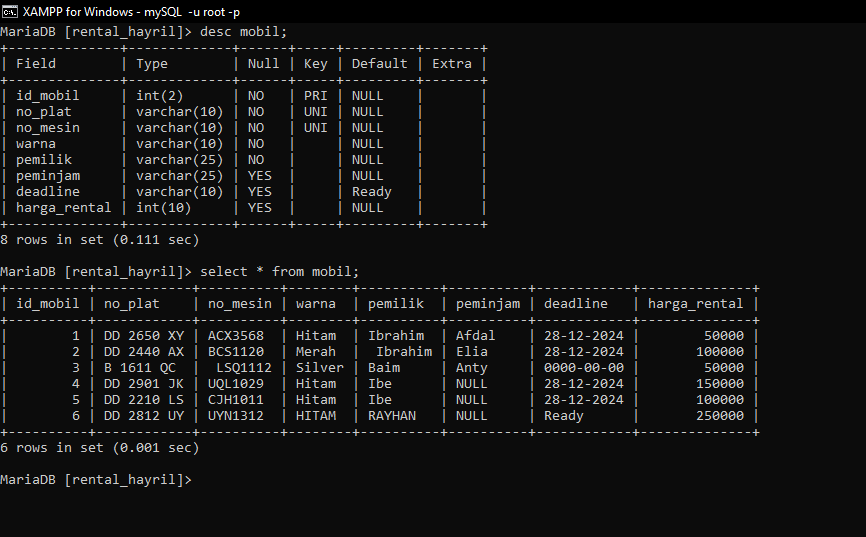 XAMPP for Windows - mySQL -u root -p
MariaDB [rental_hayril]> desc mobil;
+--------------+-------------+------+-----+---------+-------+
| Field        | Type        | Null | Key | Default | Extra |
+--------------+-------------+------+-----+---------+-------+
| id_mobil     | int(2)      | NO   | PRI | NULL    |       |
| no_plat      | varchar(10) | NO   | UNI | NULL    |       |
| no_mesin     | varchar(10) | NO   | UNI | NULL    |       |
| warna        | varchar(10) | NO   |     | NULL    |       |
| pemilik      | varchar(25) | NO   |     | NULL    |       |
| peminjam     | varchar(25) | YES  |     | NULL    |       |
| deadline     | varchar(10) | YES  |     | Ready   |       |
| harga_rental | int(10)     | YES  |     | NULL    |       |
+--------------+-------------+------+-----+---------+-------+
8 rows in set (0.111 sec)
MariaDB [rental_hayril]> select * from mobil;
+----------+------------+----------+--------+----------+----------+------------+--------------+
| id_mobil | no_plat    | no_mesin | warna  | pemilik  | peminjam | deadline   | harga_rental |
+----------+------------+----------+--------+----------+----------+------------+--------------+
|        1 | DD 2650 XY | ACX3568  | Hitam  | Ibrahim  | Afdal    | 28-12-2024 |        50000 |
|        2 | DD 2440 AX | BCS1120  | Merah  |  Ibrahim | Elia     | 28-12-2024 |       100000 |
|        3 | B 1611 QC  |  LSQ1112 | Silver | Baim     | Anty     | 0000-00-00 |        50000 |
|        4 | DD 2901 JK | UQL1029  | Hitam  | Ibe      | NULL     | 28-12-2024 |       150000 |
|        5 | DD 2210 LS | CJH1011  | Hitam  | Ibe      | NULL     | 28-12-2024 |       100000 |
|        6 | DD 2812 UY | UYN1312  | HITAM  | RAYHAN   | NULL     | Ready      |       250000 |
+----------+------------+----------+--------+----------+----------+------------+--------------+
6 rows in set (0.001 sec)
MariaDB [rental_hayril]>